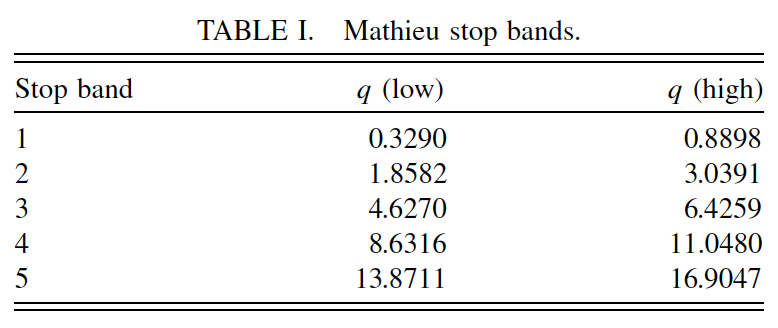 TABLE I. Mathieu stop bands.
Stop band q (low) q (high)
1 0.3290 0.8898
2 1.8582 3.0391
3 4.6270 6.4259
4 8.6316 11.0480
5 13.8711 16.9047